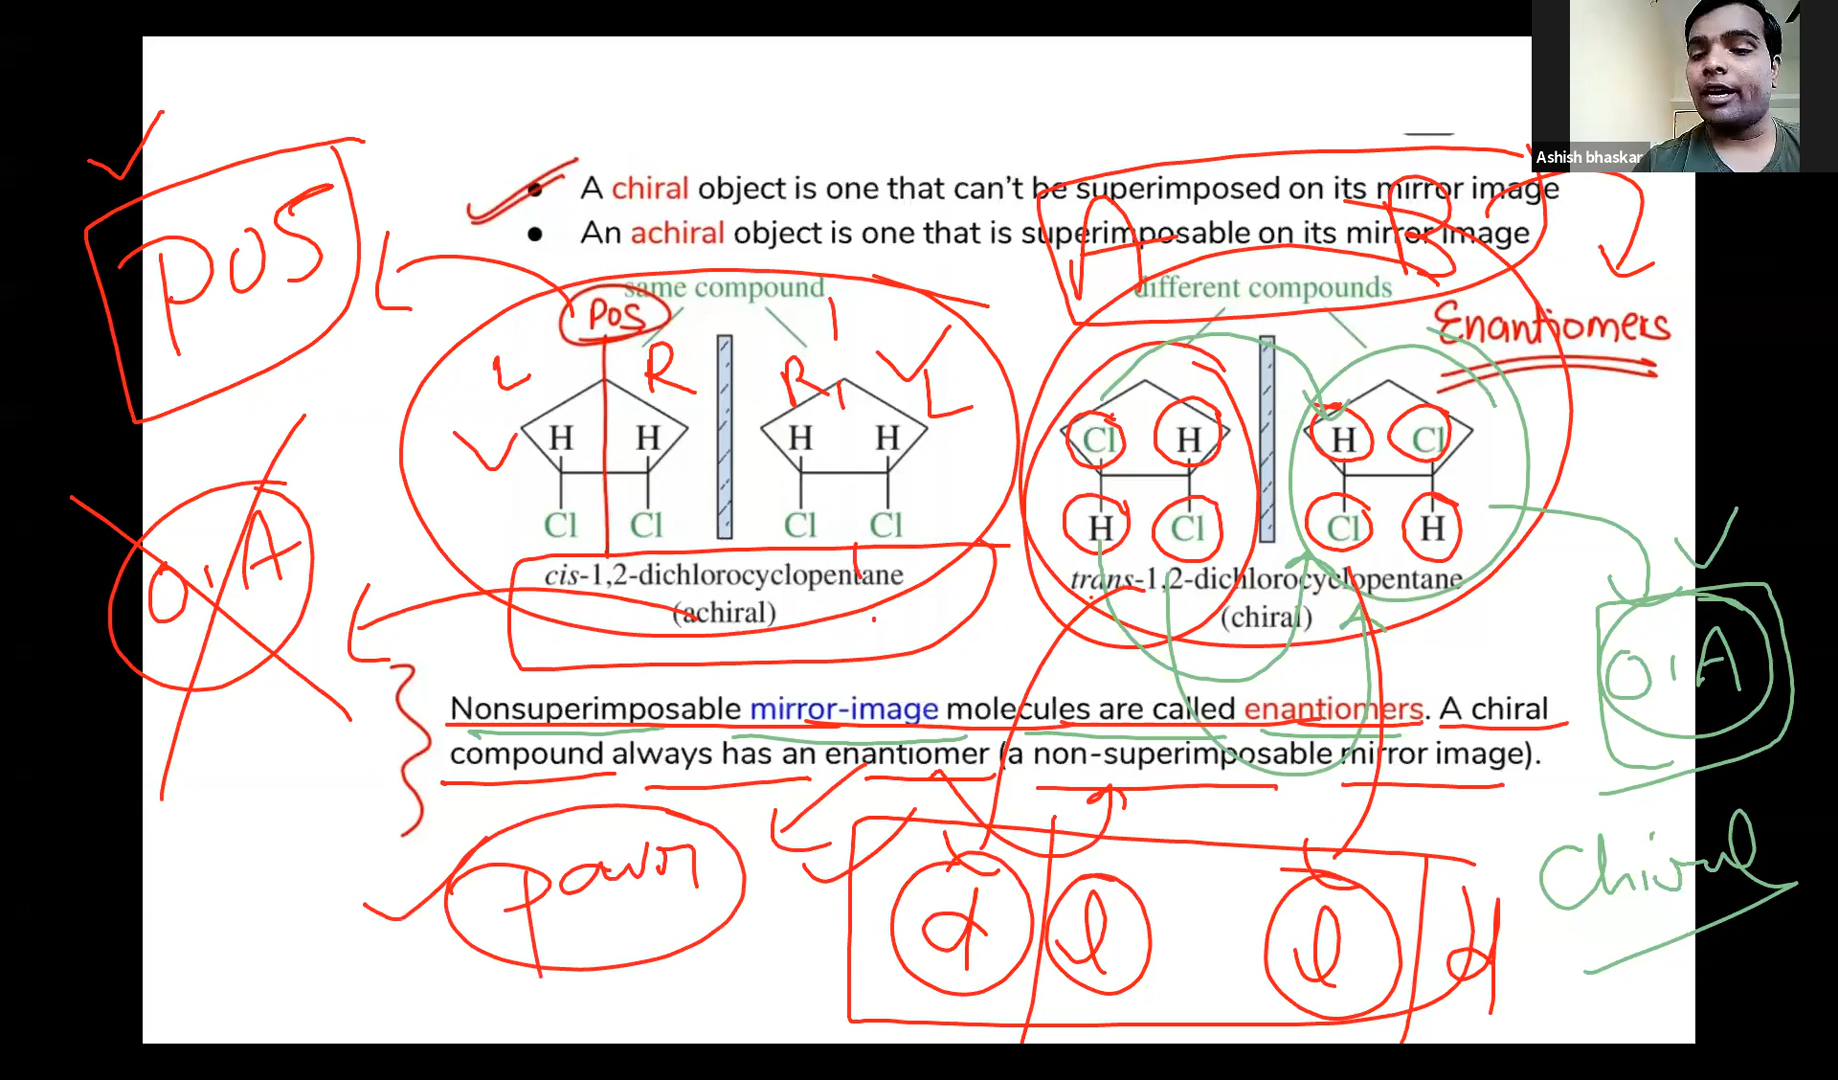 Ashish bhaskar
● A chiral object is one that can't be superimposed on its mirror image
● An achiral object is one that is superimposable on its mirror image
POS
A B
same compound
different compounds
POS
Enantiomers
L R R L
H H H H Cl H H Cl
Cl Cl Cl Cl H Cl Cl H
cis-1,2-dichlorocyclopentane
(achiral)
trans-1,2-dichlorocyclopentane
(chiral)
O.A
O.A
Nonsuperimposable mirror-image molecules are called enantiomers. A chiral
compound always has an enantiomer (a non-superimposable mirror image).
Chiral
d l l d